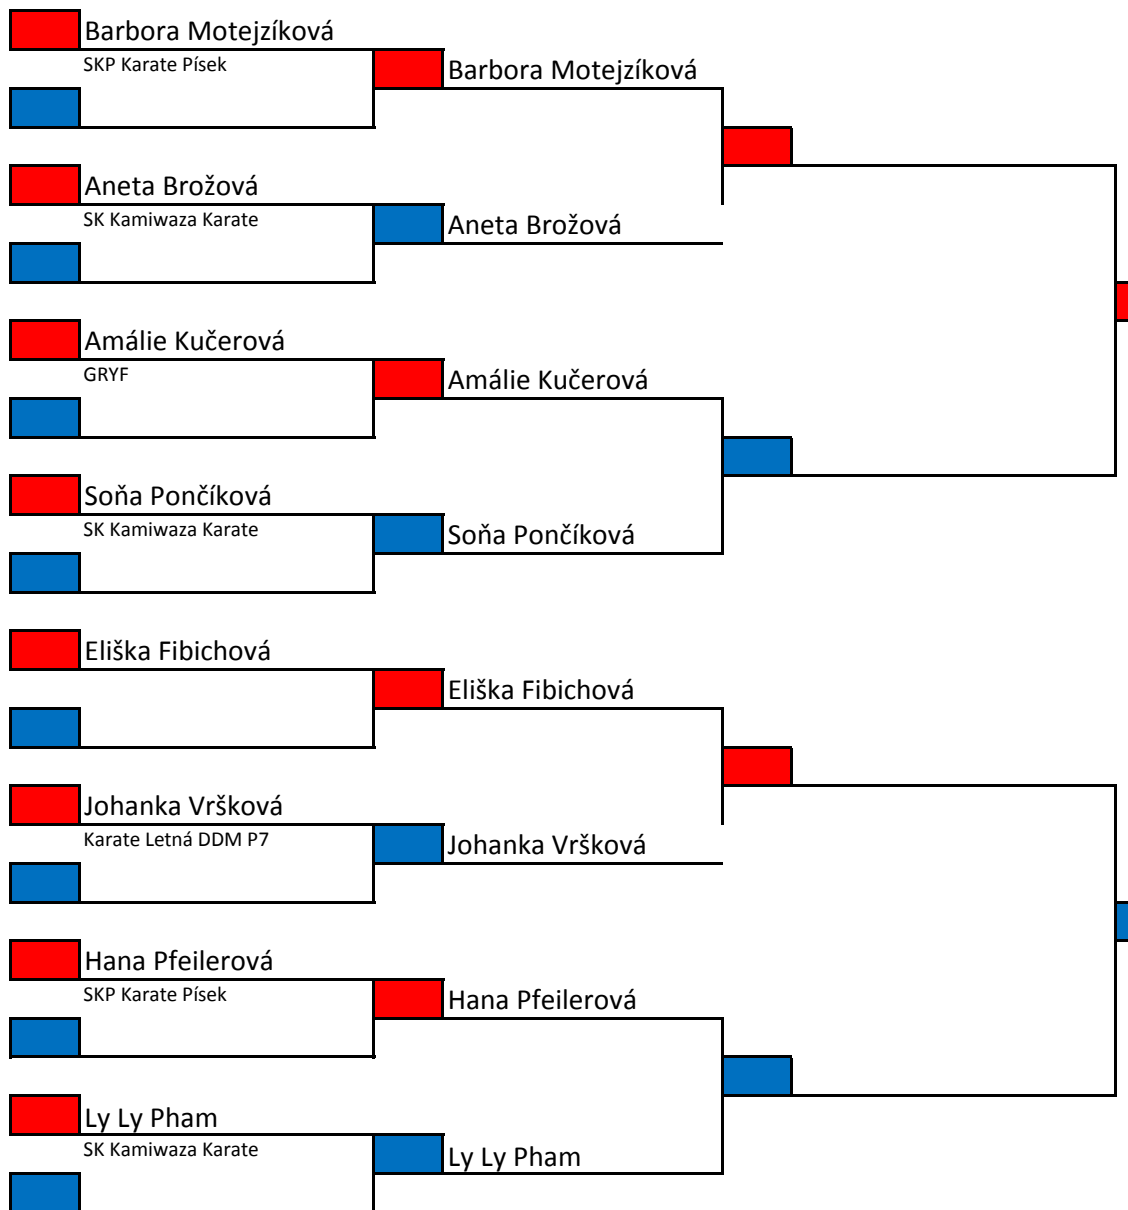 Barbora Motejzíková
SKP Karate Písek
Barbora Motejzíková
Aneta Brožová
SK Kamiwaza Karate
Aneta Brožová
Amálie Kučerová
GRYF
Amálie Kučerová
Soňa Pončíková
SK Kamiwaza Karate
Soňa Pončíková
Eliška Fibichová
Eliška Fibichová
Johanka Vršková
Karate Letná DDM P7
Johanka Vršková
Hana Pfeilerová
SKP Karate Písek
Hana Pfeilerová
Ly Ly Pham
SK Kamiwaza Karate
Ly Ly Pham